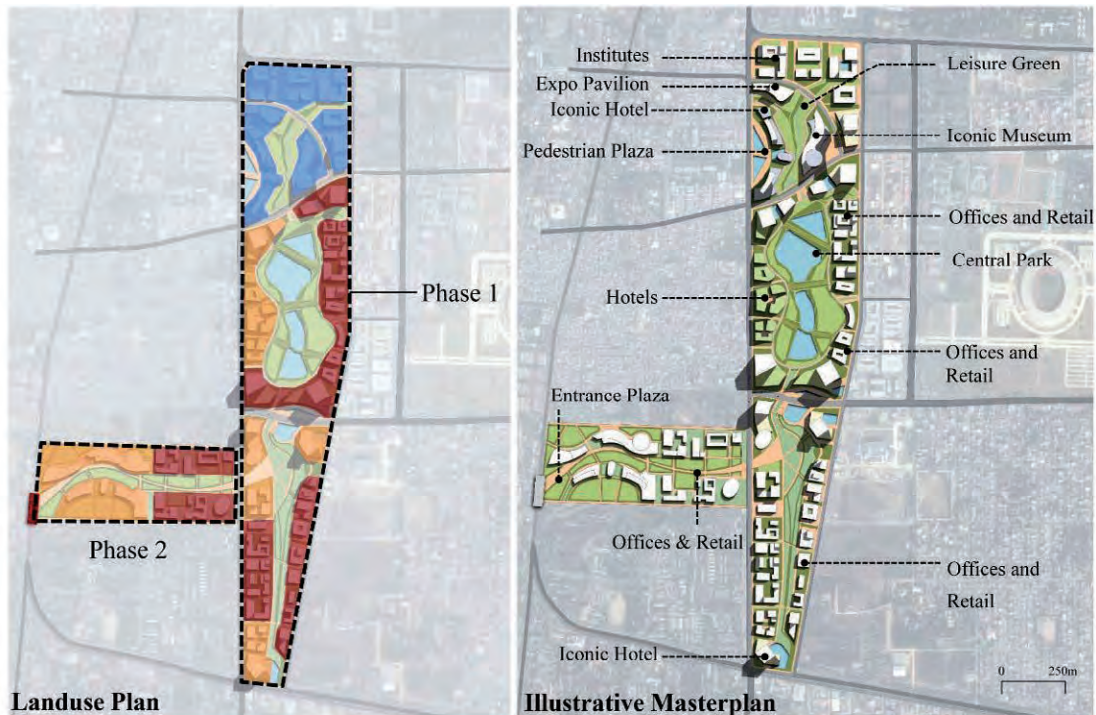 Phase 1
Phase 2
Landuse Plan
Institutes
Expo Pavilion
Iconic Hotel
Pedestrian Plaza
Leisure Green
Iconic Museum
Offices and Retail
Central Park
Hotels
Offices and
Retail
Entrance Plaza
Offices & Retail
Offices and
Retail
Iconic Hotel
0 250m
Illustrative Masterplan